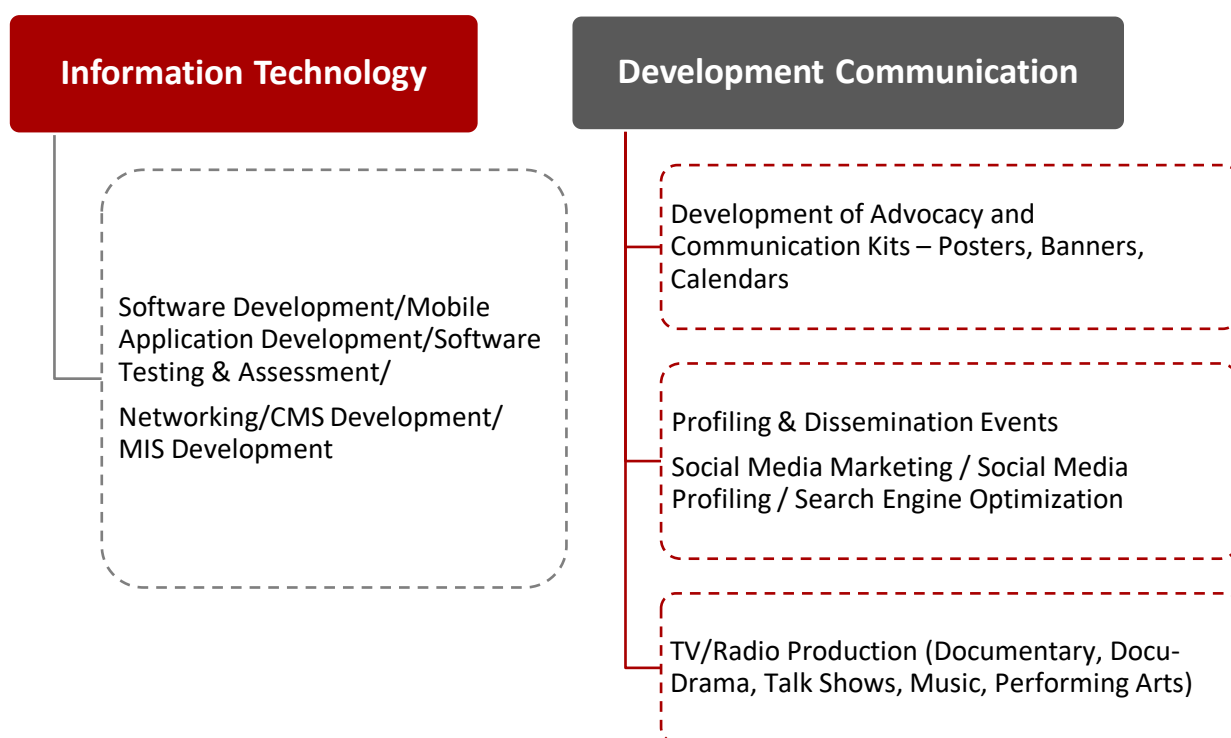 Information Technology
Software Development/Mobile
Application Development/Software
Testing & Assessment/
Networking/CMS Development/
MIS Development
Development Communication
Development of Advocacy and
Communication Kits – Posters, Banners,
Calendars
Profiling & Dissemination Events
Social Media Marketing / Social Media
Profiling / Search Engine Optimization
TV/Radio Production (Documentary, Docu-
Drama, Talk Shows, Music, Performing Arts)